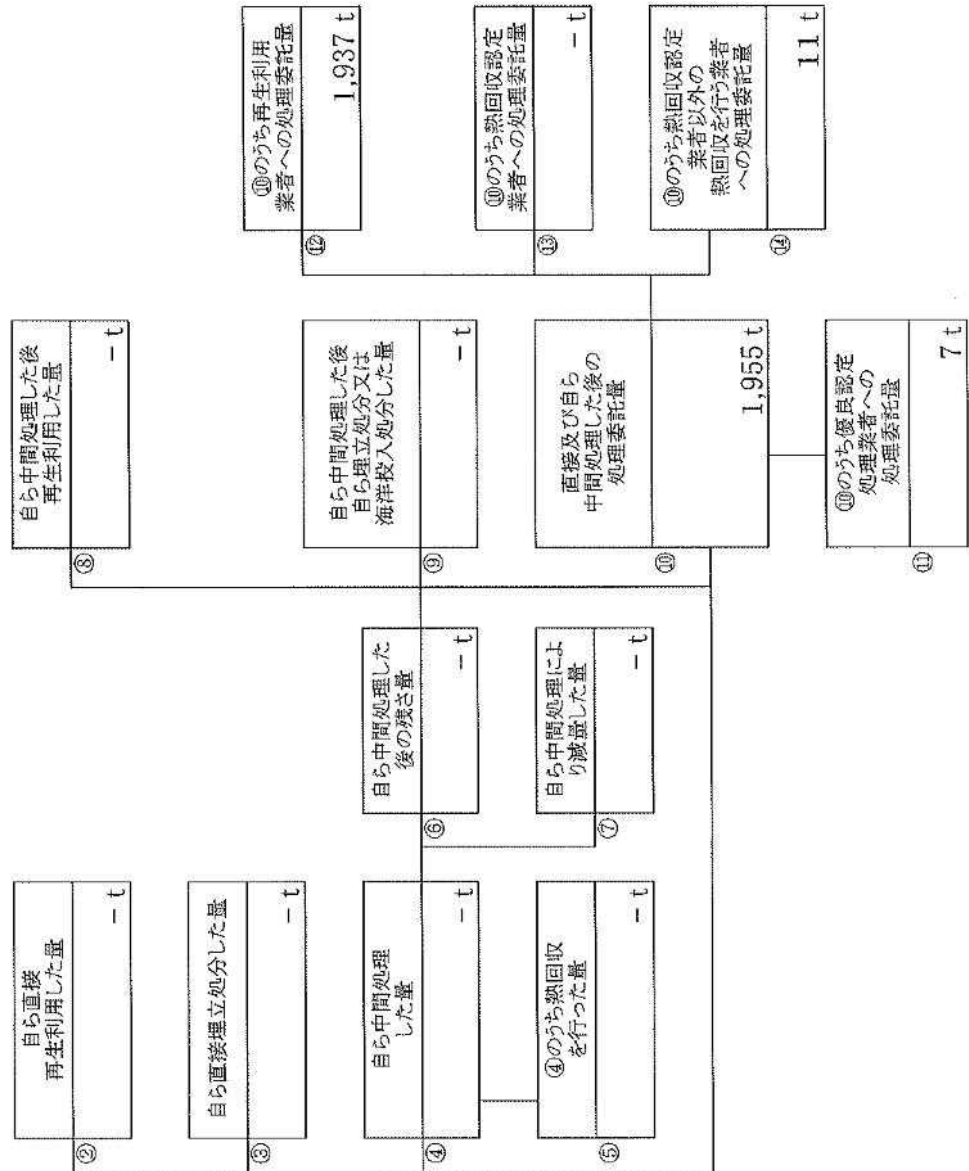 ②
自ら直接
再生利用した量
- t
③
自ら直接埋立処分した量
- t
④
自ら中間処理
した量
- t
⑤
④のうち熱回収
を行った量
- t
⑥
自ら中間処理した
後の残さ量
- t
⑦
自ら中間処理によ
り減量した量
- t
⑧
自ら中間処理した後
再生利用した量
- t
⑨
自ら中間処理した後
自ら埋立処分又は
海洋投入処分した量
- t
⑩
直接及び自ら
中間処理した後の
処理委託量
1,955 t
⑪
⑩のうち優良認定
処理業者への
処理委託量
7 t
⑫
⑩のうち再生利用
業者への処理委託量
1,937 t
⑬
⑩のうち熱回収認定
業者への処理委託量
- t
⑭
⑩のうち熱回収認定
業者以外の
熱回収を行う業者
への処理委託量
11 t